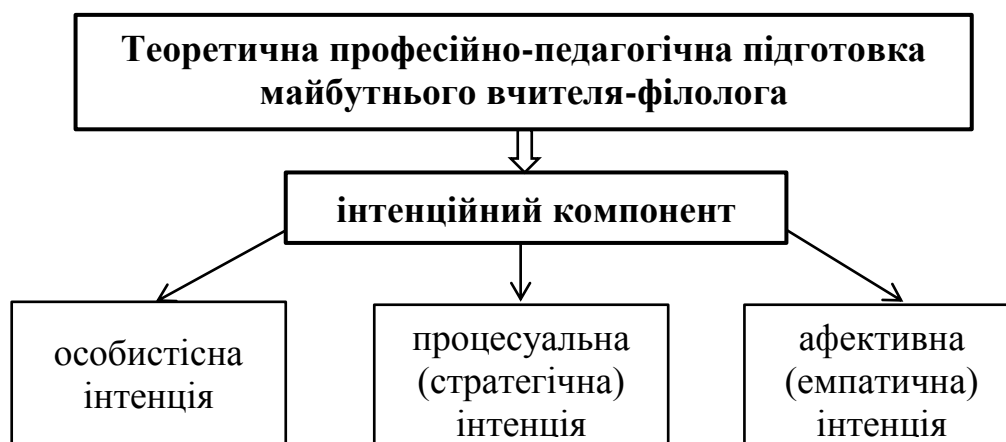 Теоретична професійно-педагогічна підготовка
майбутнього вчителя-філолога
інтенційний компонент
особистісна
інтенція
процесуальна
(стратегічна)
інтенція
афективна
(емпатична)
інтенція